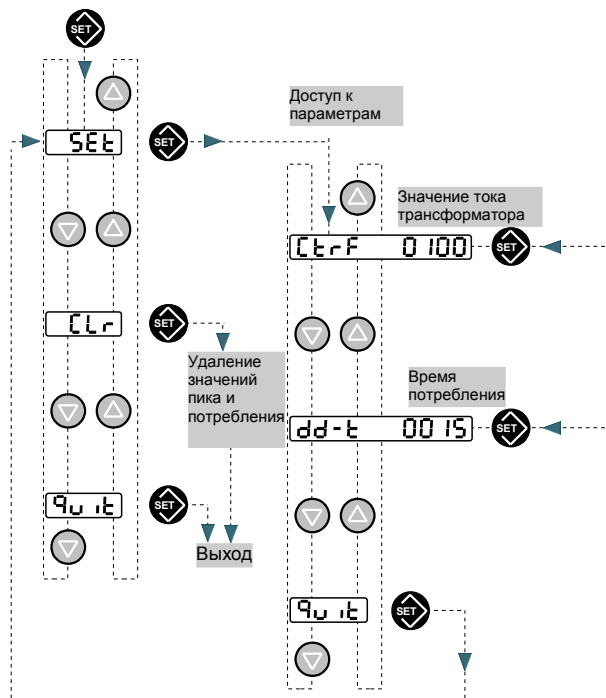 SET
SEt
SET
Доступ к
параметрам
Значение тока
трансформатора
CtrF 0100
SET
CLr
SET
Удаление
значений
пика и
потребления
Время
потребления
dd-t 0015
SET
quit
SET
Выход
quit
SET